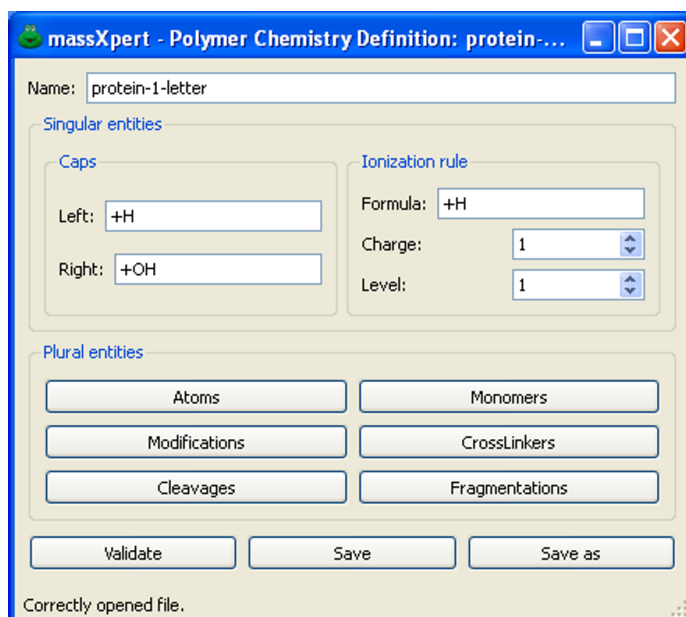 massXpert - Polymer Chemistry Definition: protein-...
Name: protein-1-letter
Singular entities
Caps
Left: +H
Right: +OH
Ionization rule
Formula: +H
Charge: 1
Level: 1
Plural entities
Atoms Monomers
Modifications CrossLinkers
Cleavages Fragmentations
Validate Save Save as
Correctly opened file.